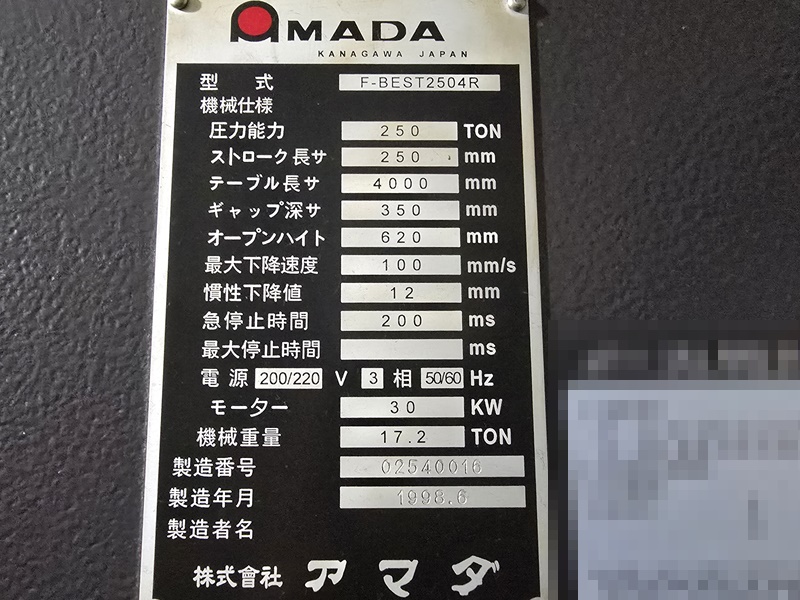 AMADA
KANAGAWA JAPAN
型式 F-BEST2504R
機械仕様
圧力能力 250 TON
ストローク長サ 250 mm
テーブル長サ 4000 mm
ギャップ深サ 350 mm
オープンハイト 620 mm
最大下降速度 100 mm/s
慣性下降値 12 mm
急停止時間 200 ms
最大停止時間 ms
電源 200/220 V 3 相 50/60 Hz
モーター 30 KW
機械重量 17.2 TON
製造番号 02540016
製造年月 1998.6
製造者名
株式會社 アマダ